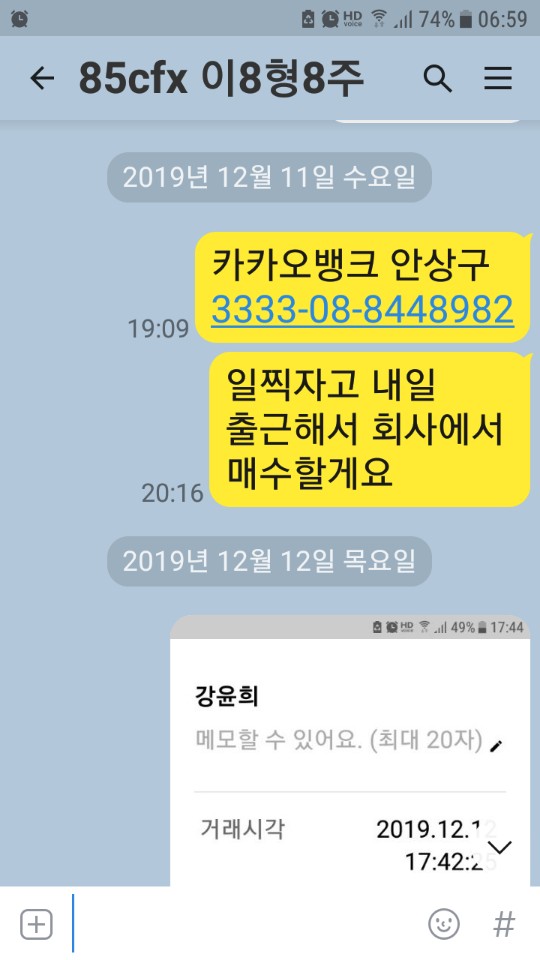 HD voice 74% 06:59
85cfx 이8형8주
2019년 12월 11일 수요일
카카오뱅크 안상구
3333-08-8448982
19:09
일찍자고 내일
출근해서 회사에서
매수할게요
20:16
2019년 12월 12일 목요일
HD voice 49% 17:44
강윤희
메모할 수 있어요. (최대 20자)
거래시각 2019.12.12
17:42:25
#